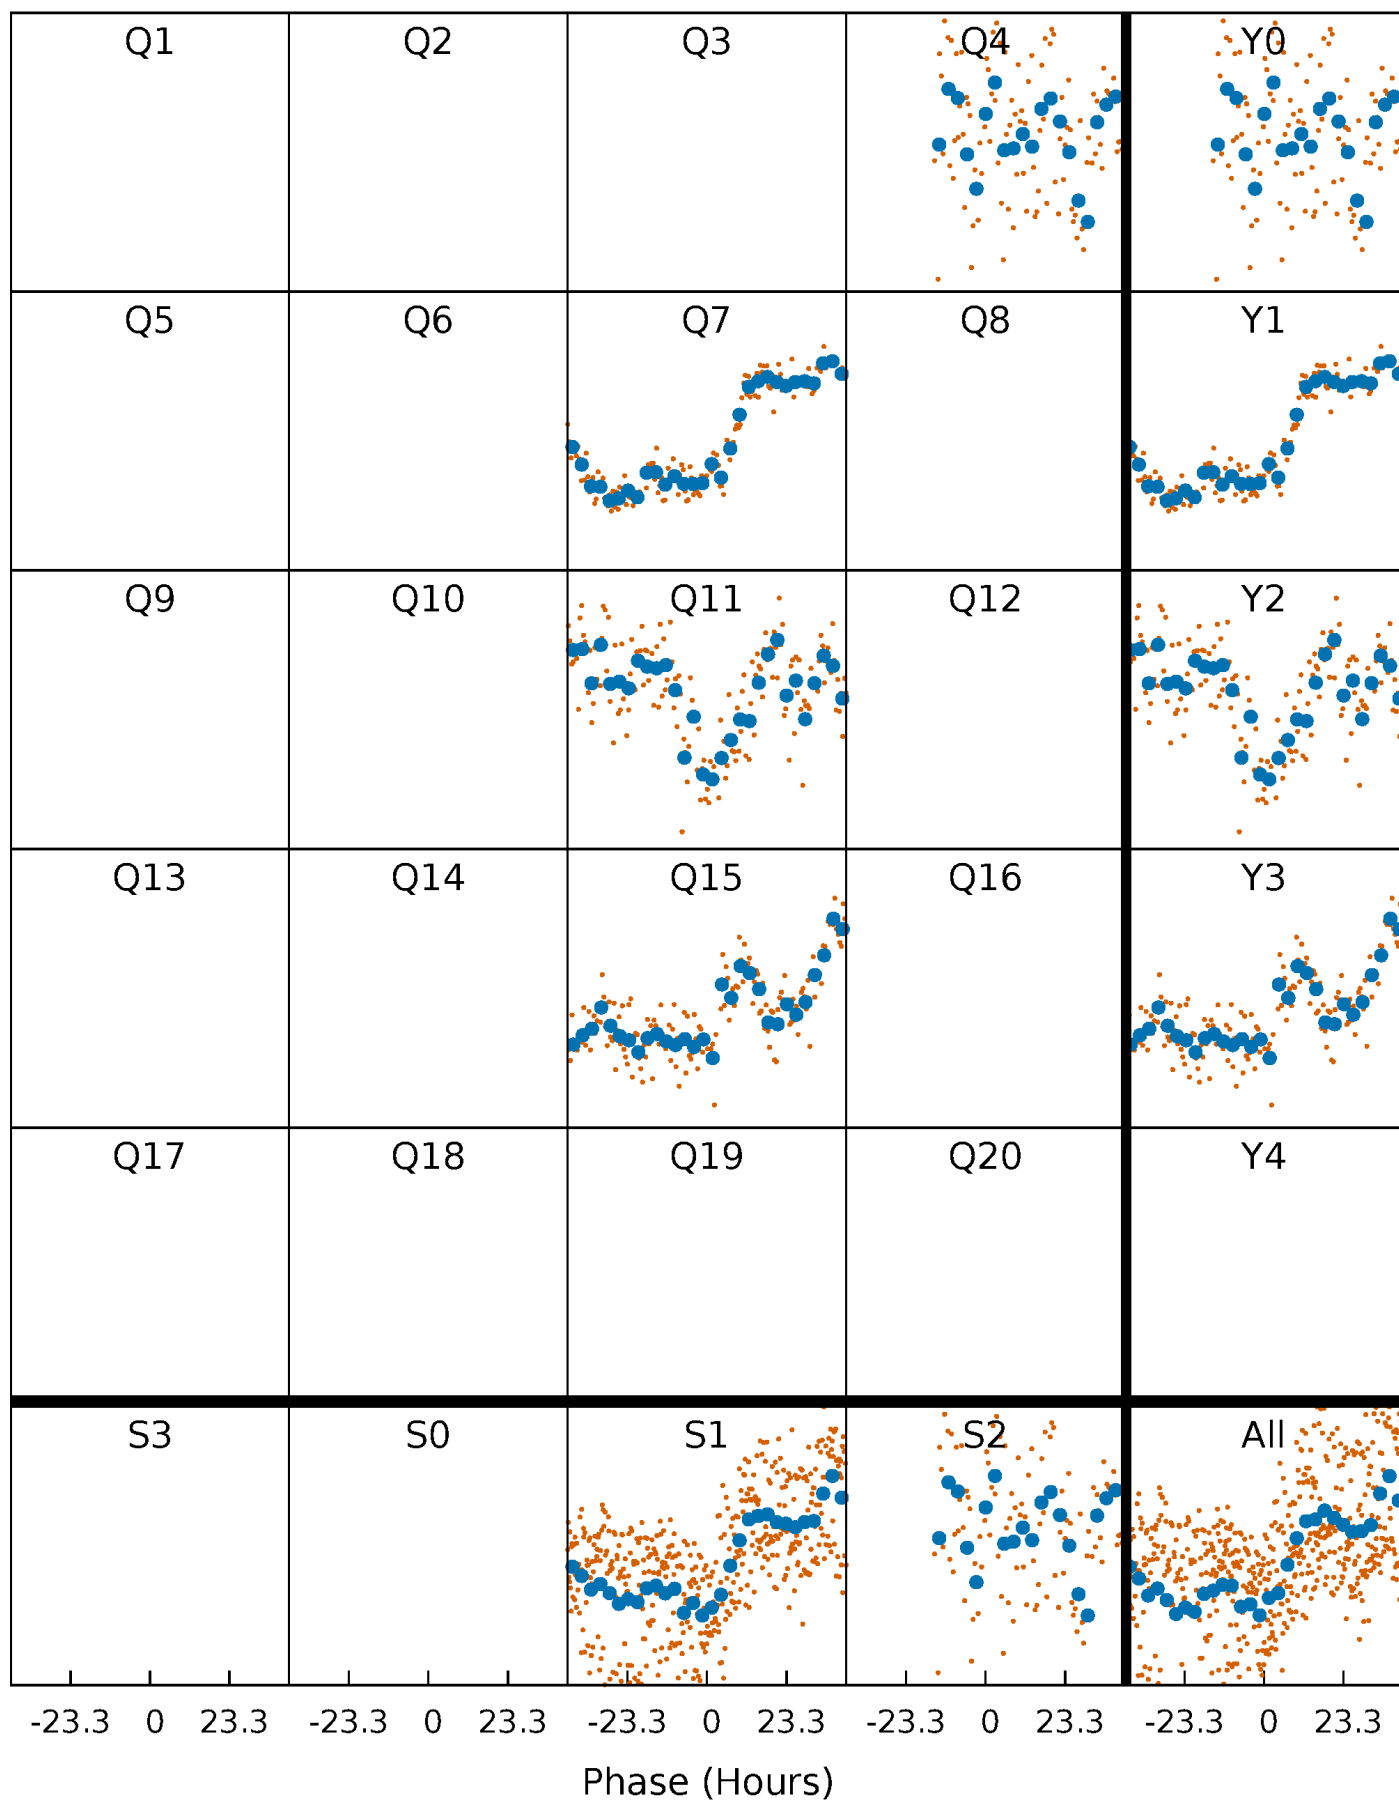 Q1 Q2 Q3 Q4 Y0
Q5 Q6 Q7 Q8 Y1
Q9 Q10 Q11 Q12 Y2
Q13 Q14 Q15 Q16 Y3
Q17 Q18 Q19 Q20 Y4
S3 S0 S1 S2 All
-23.3 0 23.3 -23.3 0 23.3 -23.3 0 23.3 -23.3 0 23.3 -23.3 0 23.3
Phase (Hours)